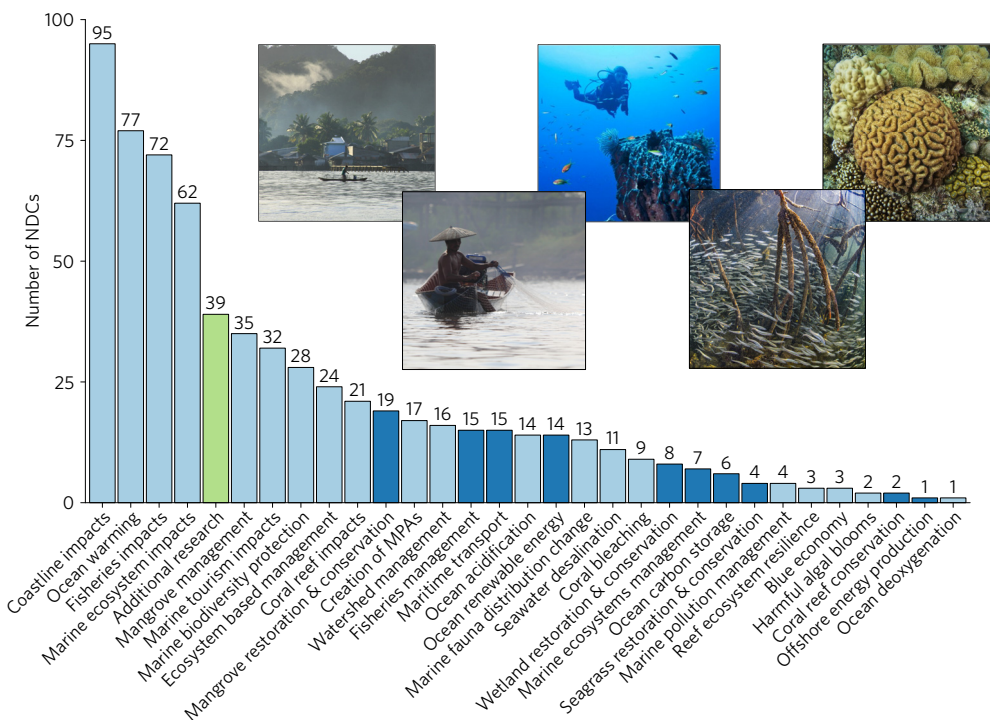 100
75
50
25
0
Number of NDCs
95
77
72
62
39
35
32
28
24
21
19
17
16
15
15
14
14
13
11
9
8
7
6
4
4
3
3
2
2
1
1
Coastline impacts
Ocean warming
Fisheries impacts
Marine ecosystem impacts
Additional research
Mangrove management
Marine tourism impacts
Marine biodiversity protection
Ecosystem based management
Coral reef impacts
Mangrove restoration & conservation
Creation of MPAs
Watershed management
Fisheries management
Maritime transport
Ocean acidification
Ocean renewable energy
Marine fauna distribution change
Seawater desalination
Coral bleaching
Wetland restoration & conservation
Marine ecosystems management
Ocean carbon storage
Seagrass restoration & conservation
Marine pollution management
Reef ecosystem resilience
Blue economy
Harmful algal blooms
Coral reef conservation
Offshore energy production
Ocean deoxygenation